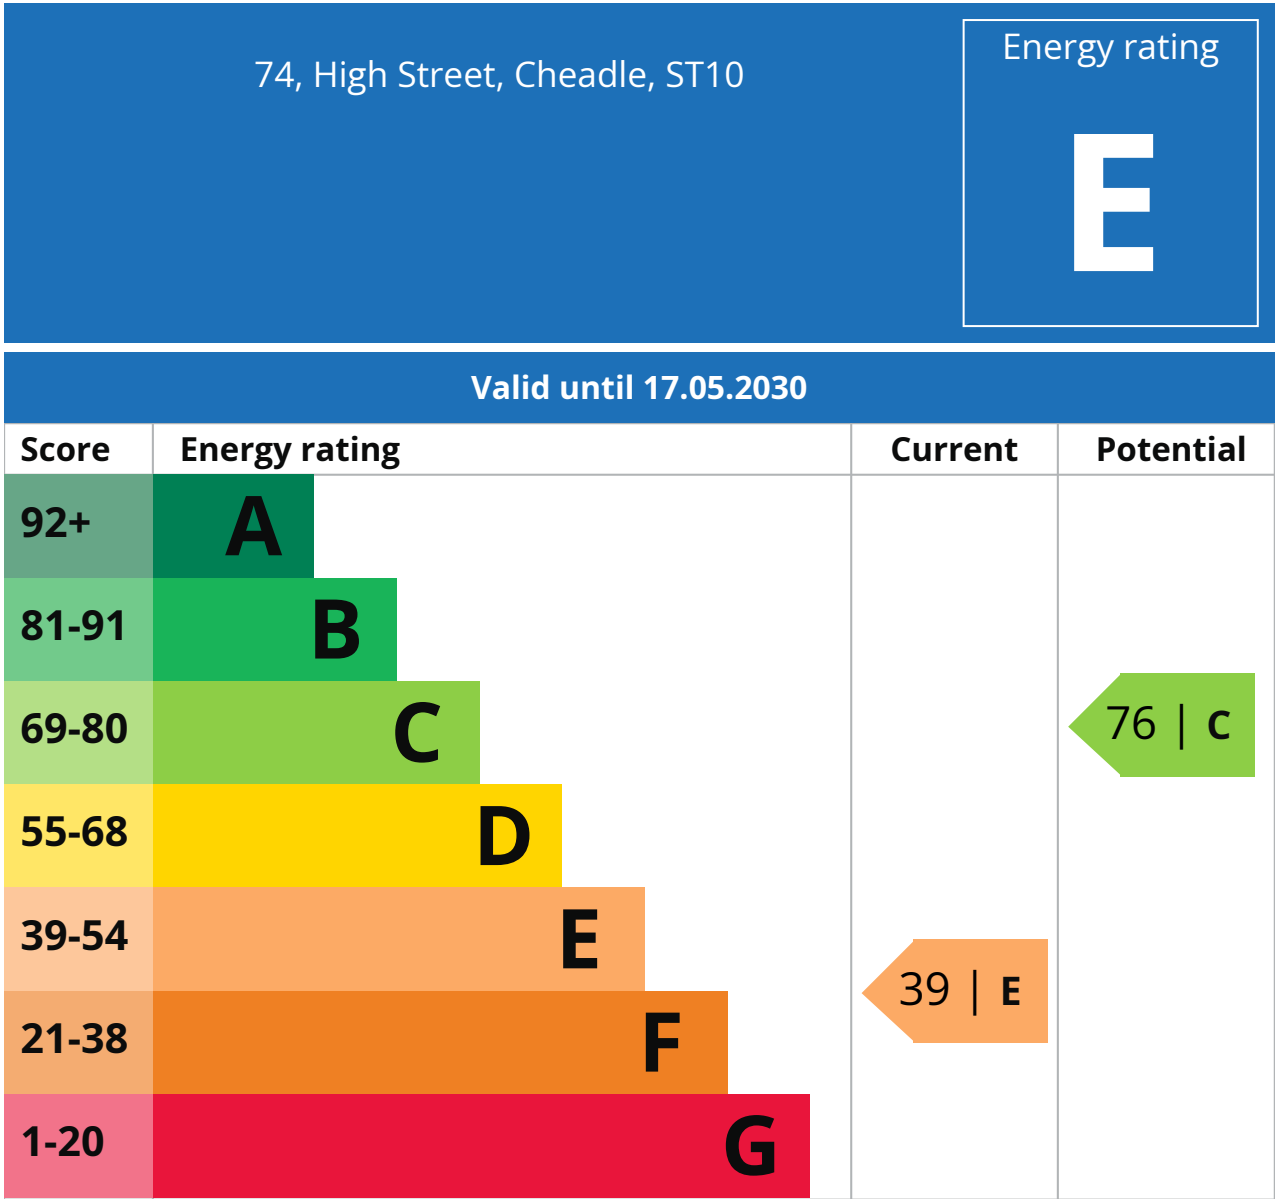 74, High Street, Cheadle, ST10
Energy rating
E
Valid until 17.05.2030
Score Energy rating Current Potential
92+ A
81-91 B
69-80 C
76 | C
55-68 D
39-54 E
39 | E
21-38 F
1-20 G